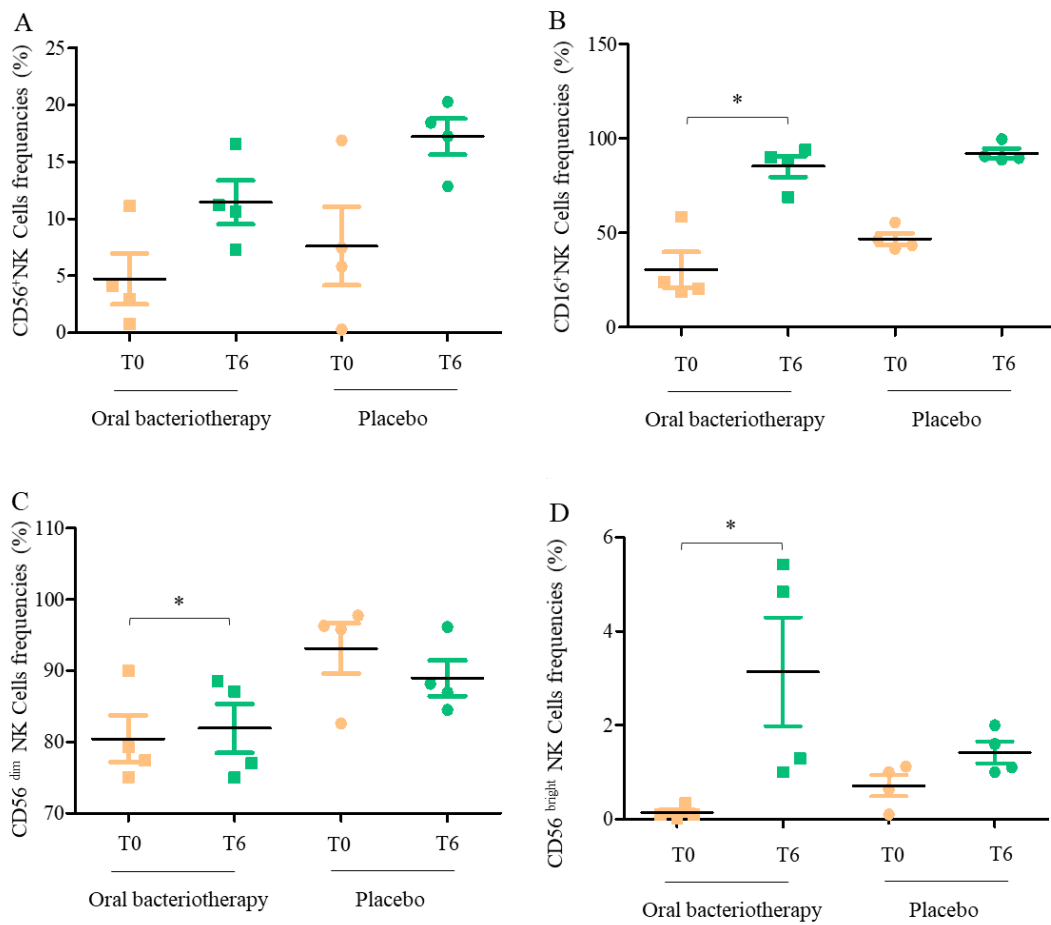 A
CD56⁺NK Cells frequencies (%)
25
20
15
10
5
0
T0 T6 T0 T6
Oral bacteriotherapy Placebo
B
CD16⁺NK Cells frequencies (%)
150
100
50
0
*
T0 T6 T0 T6
Oral bacteriotherapy Placebo
C
CD56 ᵈⁱᵐ NK Cells frequencies (%)
110
100
90
80
70
*
T0 T6 T0 T6
Oral bacteriotherapy Placebo
D
CD56 ᵇʳⁱᵍʰᵗ NK Cells frequencies (%)
6
4
2
0
*
T0 T6 T0 T6
Oral bacteriotherapy Placebo